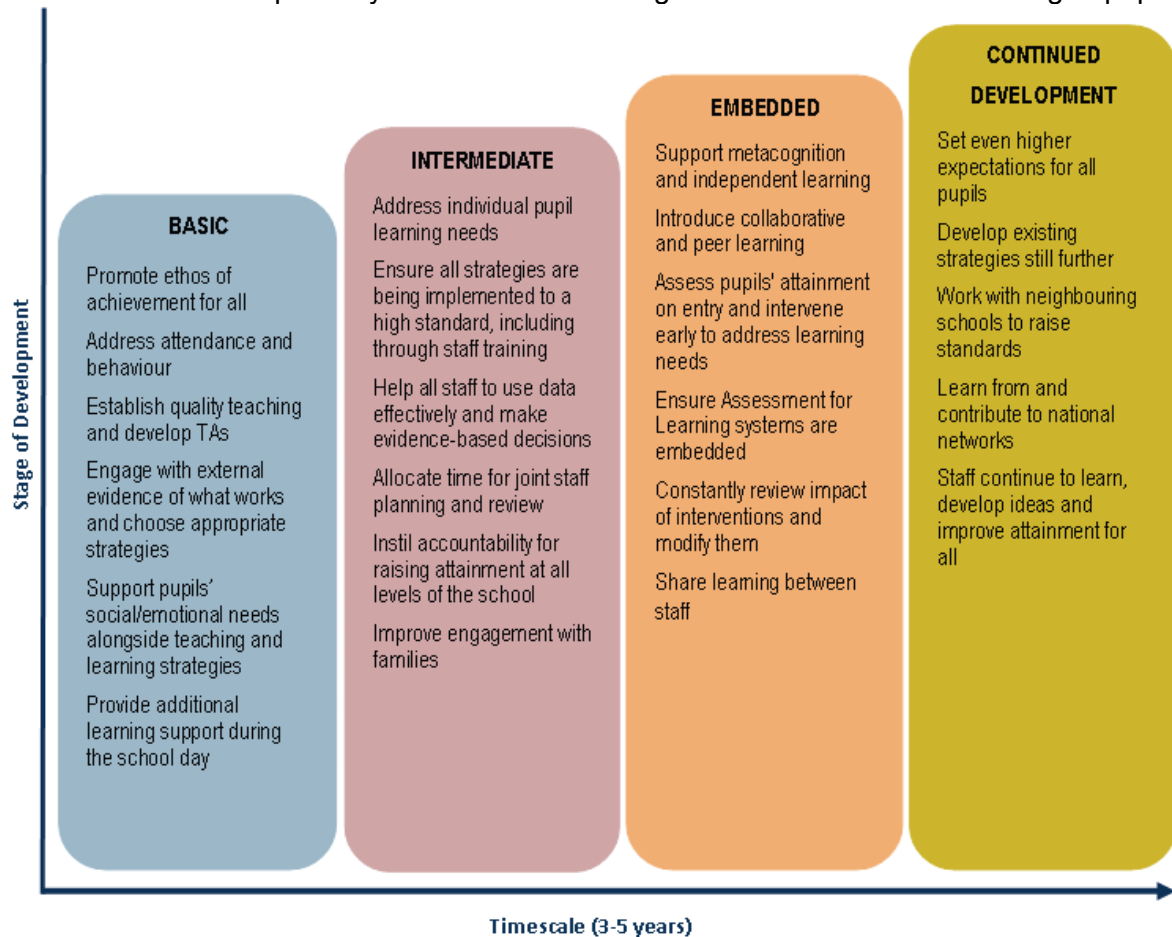 CONTINUED
DEVELOPMENT
Set even higher
expectations for all
pupils
Develop existing
strategies still further
Work with neighbouring
schools to raise
standards
Learn from and
contribute to national
networks
Staff continue to learn,
develop ideas and
improve attainment for
all
EMBEDDED
Support metacognition
and independent learning
Introduce collaborative
and peer learning
Assess pupils' attainment
on entry and intervene
early to address learning
needs
Ensure Assessment for
Learning systems are
embedded
Constantly review impact
of interventions and
modify them
Share learning between
staff
INTERMEDIATE
Address individual pupil
learning needs
Ensure all strategies are
being implemented to a
high standard, including
through staff training
Help all staff to use data
effectively and make
evidence-based decisions
Allocate time for joint staff
planning and review
Instil accountability for
raising attainment at all
levels of the school
Improve engagement with
families
BASIC
Promote ethos of
achievement for all
Address attendance and
behaviour
Establish quality teaching
and develop TAs
Engage with external
evidence of what works
and choose appropriate
strategies
Support pupils’
social/emotional needs
alongside teaching and
learning strategies
Provide additional
learning support during
the school day
Stage of Development
Timescale (3-5 years)